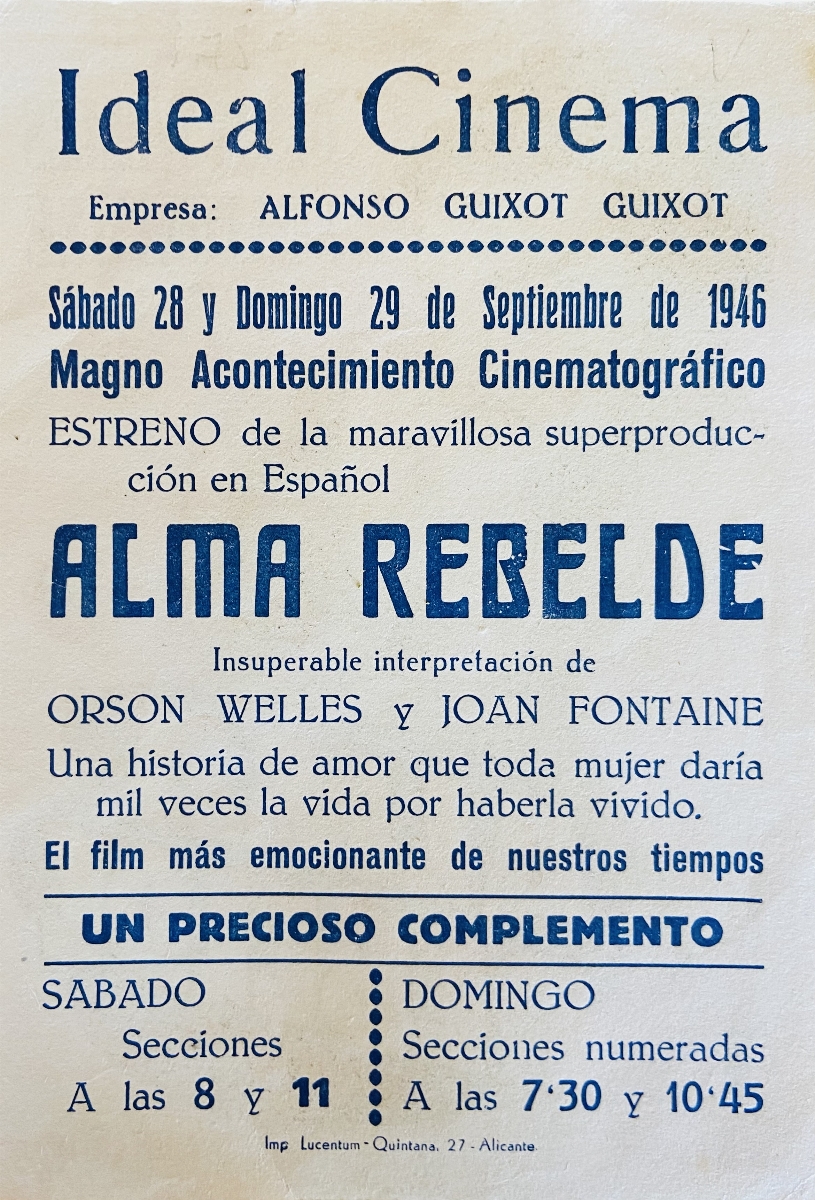 Ideal Cinema
Empresa: ALFONSO GUIXOT GUIXOT
Sábado 28 y Domingo 29 de Septiembre de 1946
Magno Acontecimiento Cinematográfico
ESTRENO de la maravillosa superproduc-
ción en Español
ALMA REBELDE
Insuperable interpretación de
ORSON WELLES y JOAN FONTAINE
Una historia de amor que toda mujer daría
mil veces la vida por haberla vivido.
El film más emocionante de nuestros tiempos
UN PRECIOSO COMPLEMENTO
SABADO
Secciones
A las 8 y 11
DOMINGO
Secciones numeradas
A las 7‘30 y 10‘45
Imp Lucentum - Quintana, 27 - Alicante.